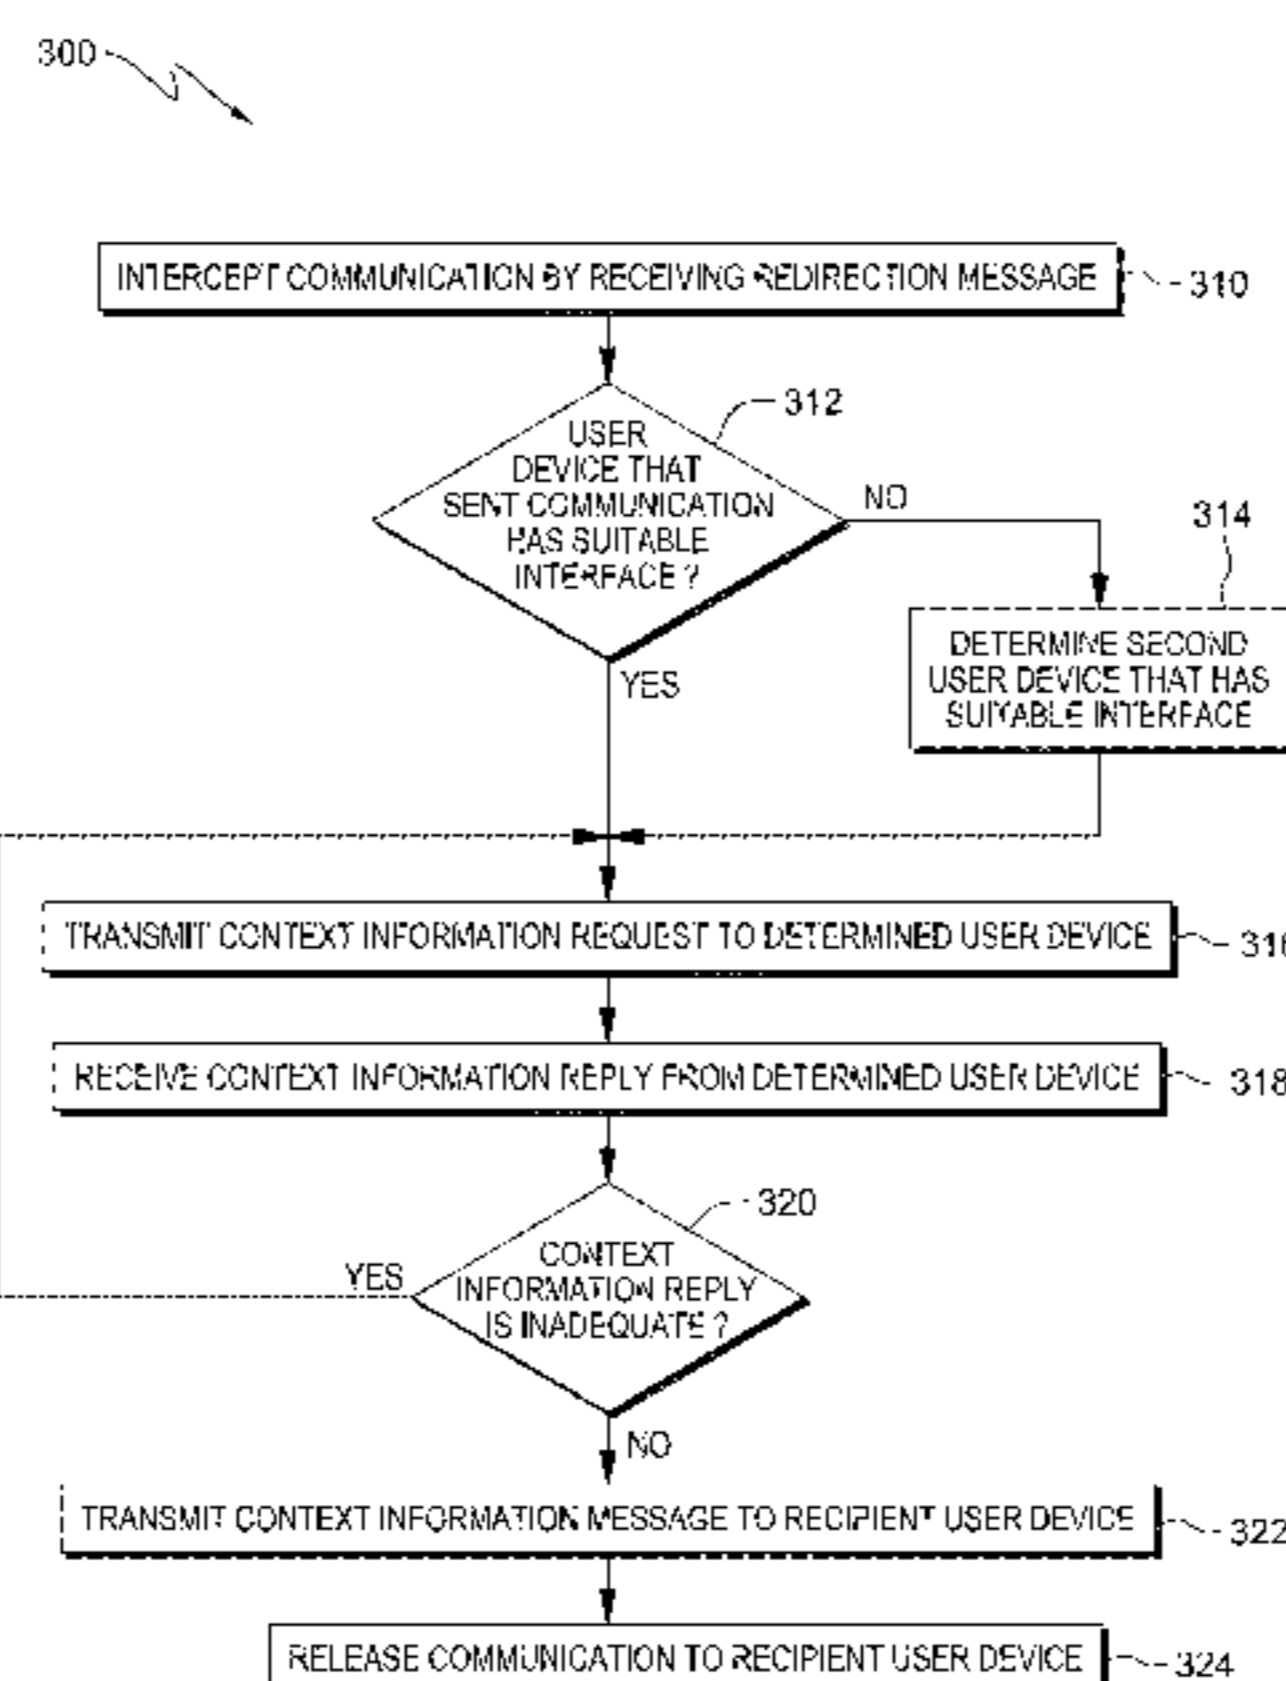 300
INTERCEPT COMMUNICATION BY RECEIVING REDIRECTION MESSAGE
310
312
USER
DEVICE THAT
SENT COMMUNICATION
HAS SUITABLE
INTERFACE ?
NO
314
DETERMINE SECOND
USER DEVICE THAT HAS
SUITABLE INTERFACE
YES
TRANSMIT CONTEXT INFORMATION REQUEST TO DETERMINED USER DEVICE
316
RECEIVE CONTEXT INFORMATION REPLY FROM DETERMINED USER DEVICE
318
320
YES
CONTEXT
INFORMATION REPLY
IS INADEQUATE ?
NO
TRANSMIT CONTEXT INFORMATION MESSAGE TO RECIPIENT USER DEVICE
322
RELEASE COMMUNICATION TO RECIPIENT USER DEVICE
324